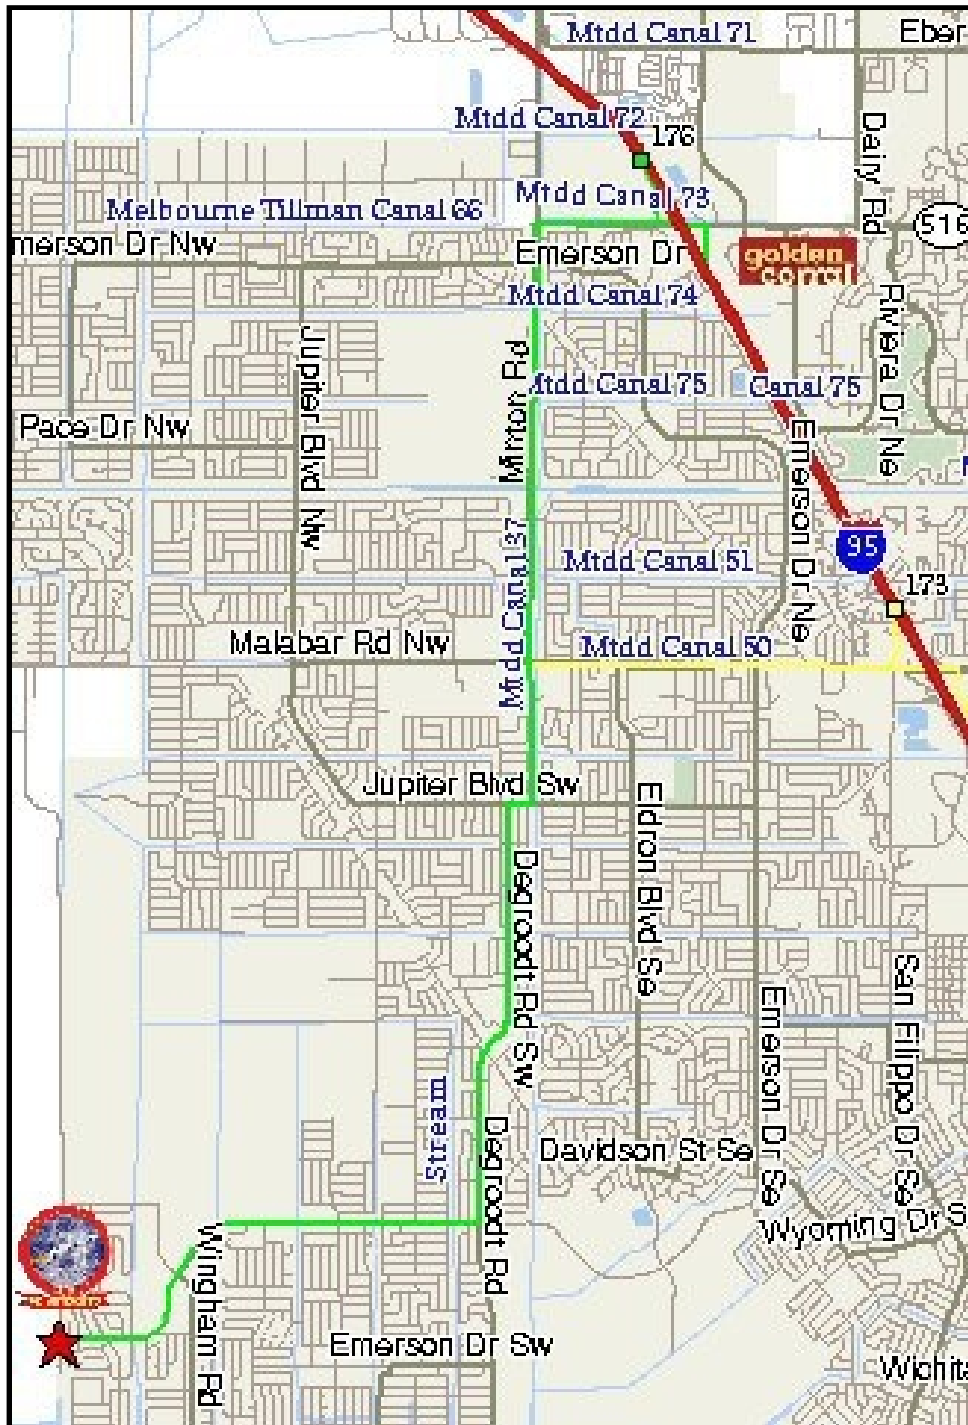 Mtdd Canal 71
Eber
Mtdd Canal 72
176
Dairy Rd
Mtdd Canal 73
Melbourne Tillman Canal 66
516
merson Dr Nw
Emerson Dr
golden
corral
Mtdd Canal 74
Riviera Dr Ne
Jupiter Blvd Nw
Minton Rd
Mtdd Canal 75
Canal 75
Pace Dr Nw
Emerson Dr Ne
95
Mtdd Canal 37
Mtdd Canal 51
173
Malabar Rd Nw
Mtdd Canal 50
Jupiter Blvd Sw
Eldron Blvd Se
Degroodt Rd Sw
San Filippo Dr Se
Emerson Dr Se
Stream
Degroodt Rd
Davidson St Se
Wyoming Dr S
Wingham Rd
Emerson Dr Sw
Wichita